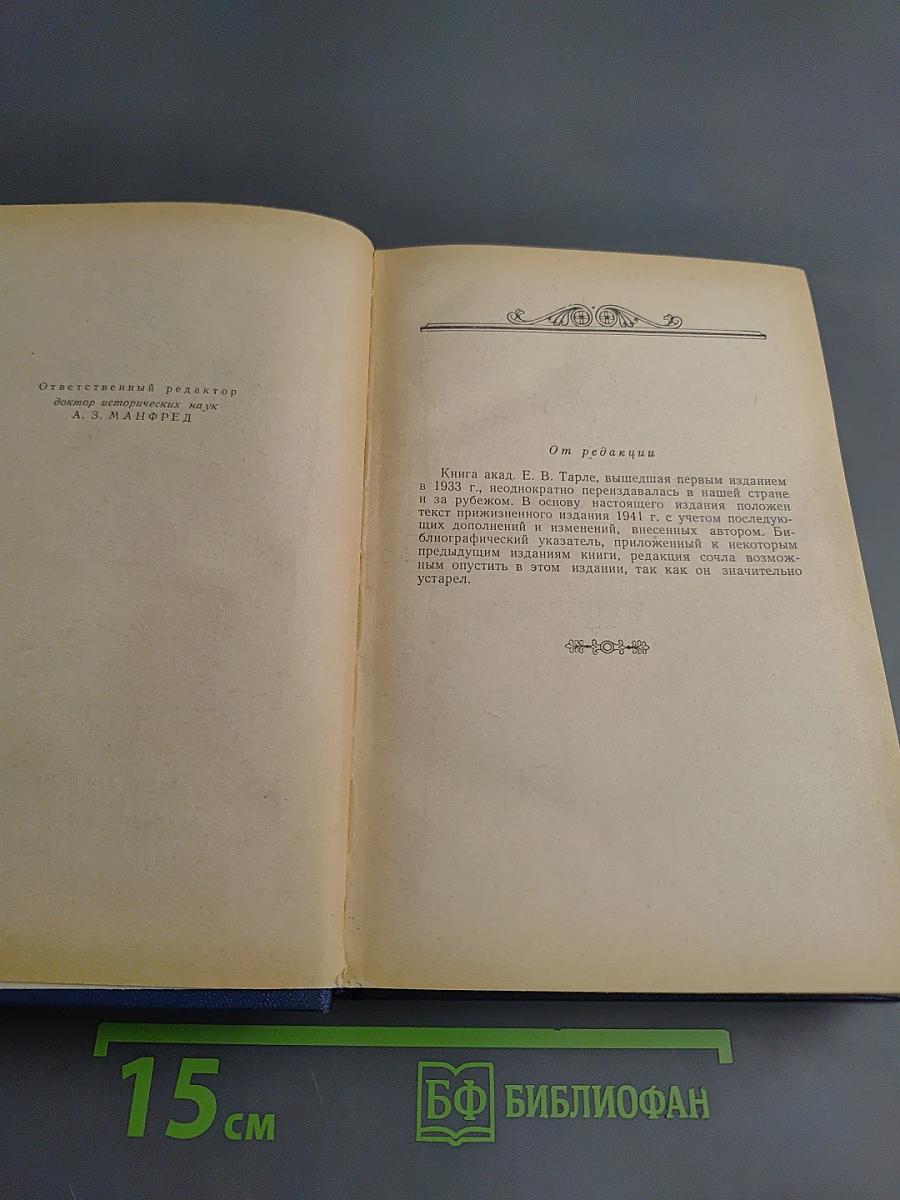 Ответственный редактор
доктор исторических наук
А. З. МАНФРЕД
От редакции
Книга акад. Е. В. Тарле, вышедшая первым изданием
в 1933 г., неоднократно переиздавалась в нашей стране
и за рубежом. В основу настоящего издания положен
текст прижизненного издания 1941 г. с учетом последую-
щих дополнений и изменений, внесенных автором. Би-
блиографический указатель, приложенный к некоторым
предыдущим изданиям книги, редакция сочла возмож-
ным опустить в этом издании, так как он значительно
устарел.
15 см
БФ БИБЛИОФАН